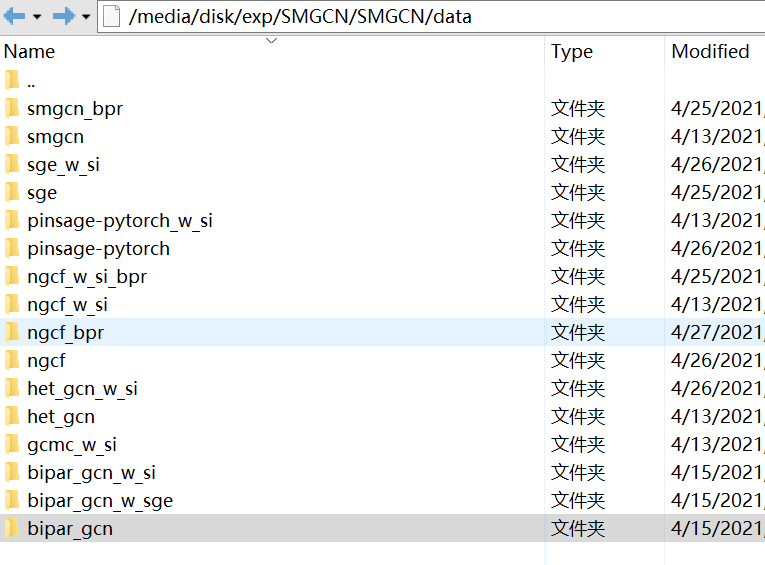 /media/disk/exp/SMGCN/SMGCN/data
Name Type Modified
..
smgcn_bpr 文件夹 4/25/2021,
smgcn 文件夹 4/13/2021,
sge_w_si 文件夹 4/26/2021,
sge 文件夹 4/25/2021,
pinsage-pytorch_w_si 文件夹 4/13/2021,
pinsage-pytorch 文件夹 4/26/2021,
ngcf_w_si_bpr 文件夹 4/25/2021,
ngcf_w_si 文件夹 4/13/2021,
ngcf_bpr 文件夹 4/27/2021,
ngcf 文件夹 4/26/2021,
het_gcn_w_si 文件夹 4/26/2021,
het_gcn 文件夹 4/13/2021,
gcmc_w_si 文件夹 4/13/2021,
bipar_gcn_w_si 文件夹 4/15/2021,
bipar_gcn_w_sge 文件夹 4/15/2021,
bipar_gcn 文件夹 4/15/2021,